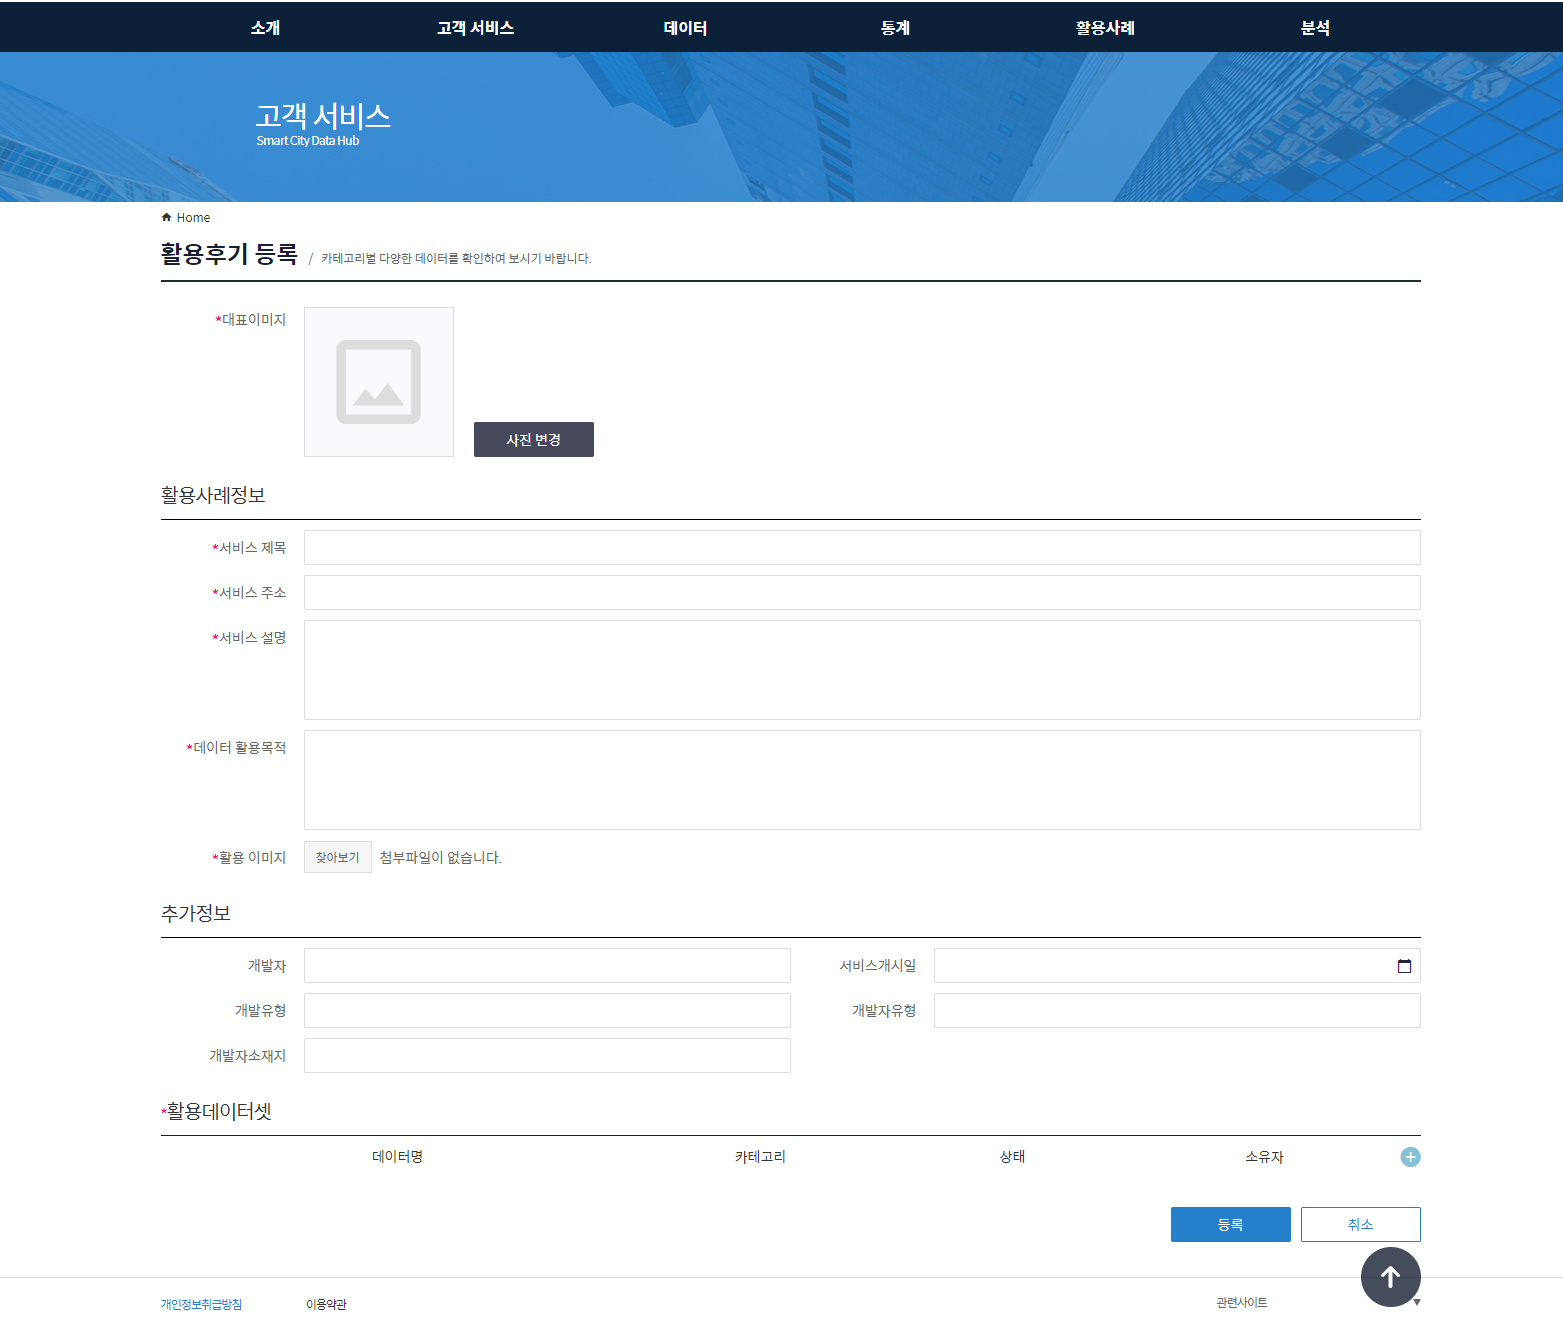 소개 고객 서비스 데이터 통계 활용사례 분석
고객 서비스
Smart City Data Hub
Home
활용후기 등록 / 카테고리별 다양한 데이터를 확인하여 보시기 바랍니다.
*대표이미지
사진 변경
활용사례정보
*서비스 제목
*서비스 주소
*서비스 설명
*데이터 활용목적
*활용 이미지 찾아보기 첨부파일이 없습니다.
추가정보
개발자 서비스개시일
개발유형 개발자유형
개발자소재지
*활용데이터셋
데이터명 카테고리 상태 소유자
등록 취소
개인정보취급방침 이용약관 관련사이트